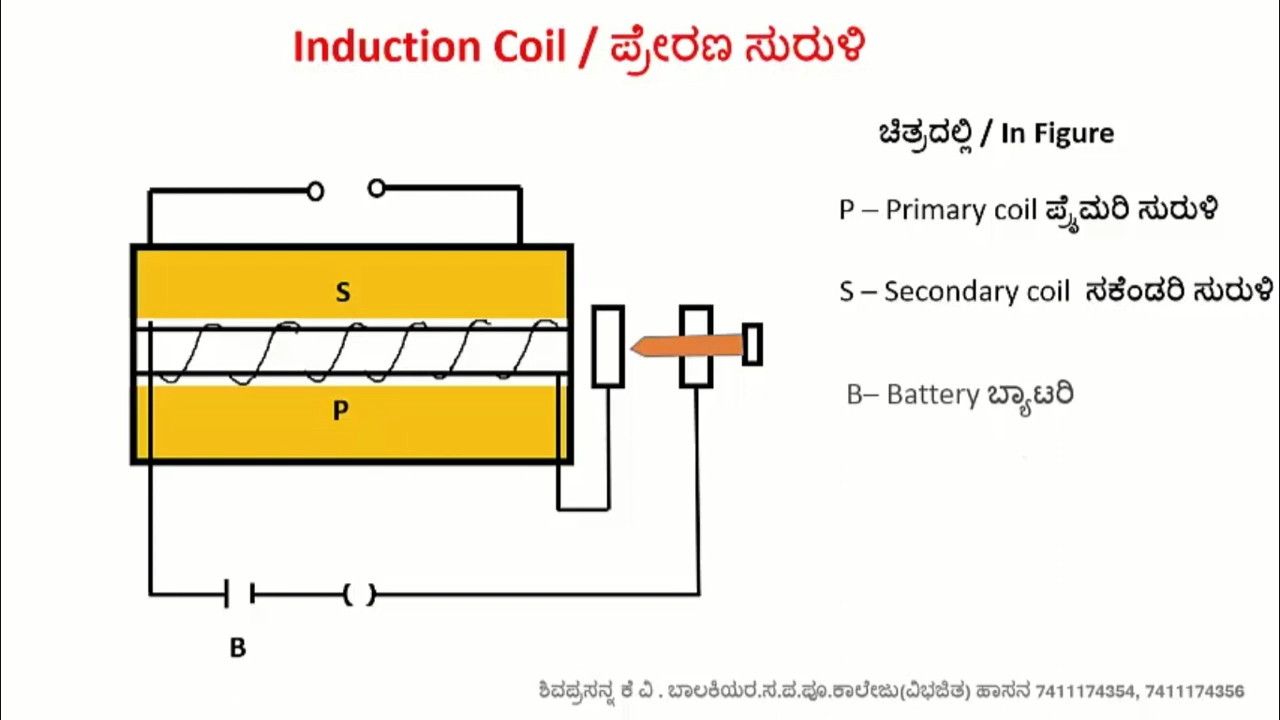 Induction Coil / ಪ್ರೇರಣ ಸುರುಳಿ
ಚಿತ್ರದಲ್ಲಿ / In Figure
P – Primary coil ಪ್ರೈಮರಿ ಸುರುಳಿ
S – Secondary coil ಸಕೆಂಡರಿ ಸುರುಳಿ
B– Battery ಬ್ಯಾಟರಿ
S
P
B
ಶಿವಪ್ರಸನ್ನ ಕೆ ವಿ . ಬಾಲಕಿಯರ.ಸ.ಪ.ಪೂ.ಕಾಲೇಜು(ವಿಭಜಿತ) ಹಾಸನ 7411174354, 7411174356